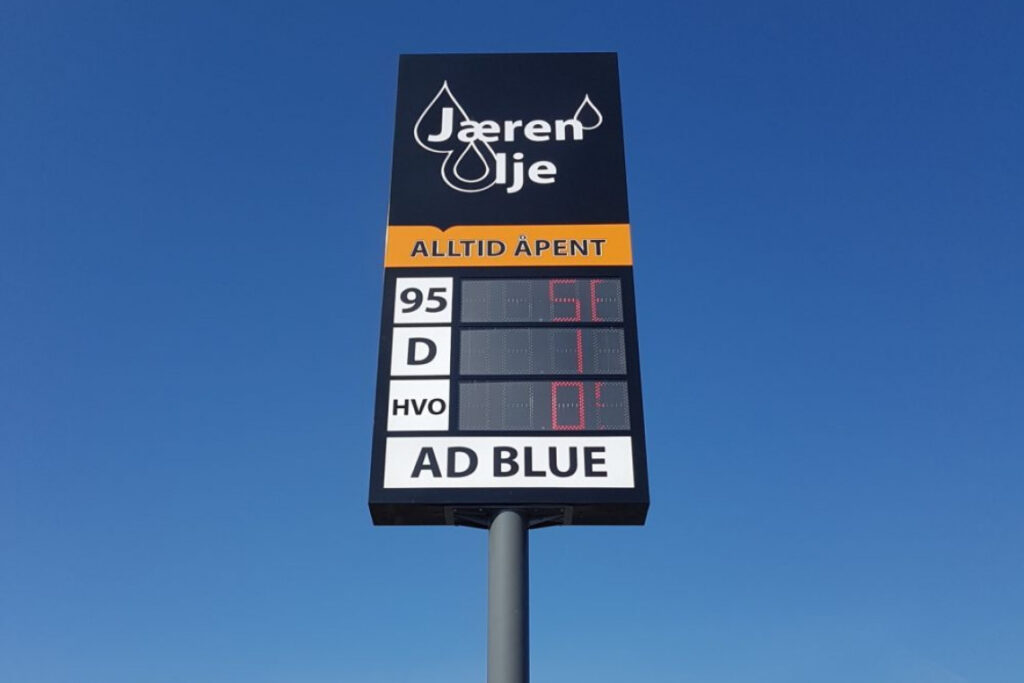 Jæren
Olje
ALLTID ÅPENT
95
D
HVO
AD BLUE